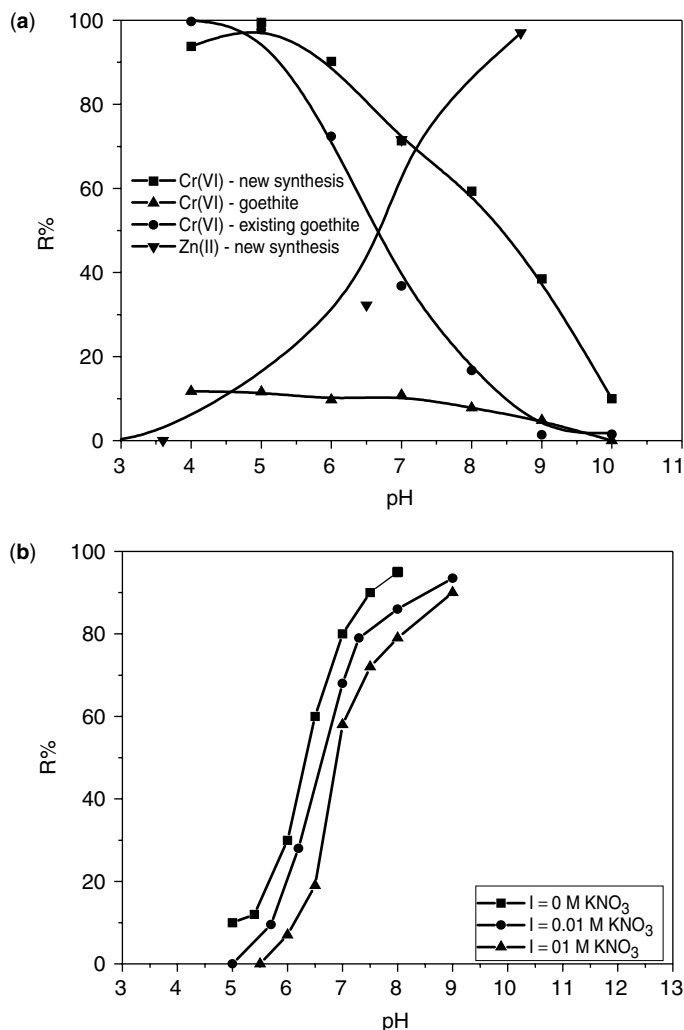 (a)
100
80
60
40
20
0
R%
Cr(VI) - new synthesis
Cr(VI) - goethite
Cr(VI) - existing goethite
Zn(II) - new synthesis
3 4 5 6 7 8 9 10 11
pH
(b)
100
80
60
40
20
0
R%
I = 0 M KNO3
I = 0.01 M KNO3
I = 01 M KNO3
3 4 5 6 7 8 9 10 11 12 13
pH